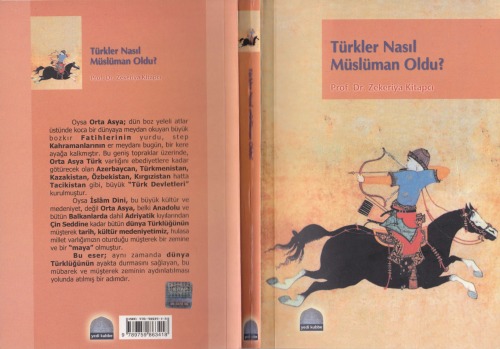 Türkler Nasıl
Müslüman Oldu?
Prof. Dr. Zekeriya Kitapçı
Oysa Orta Asya; dün boz yeleli atlar
üstünde koca bir dünyaya meydan okuyan büyük
bozkır Fatihlerinin yurdu, step
Kahramanlarının er meydanı bugün, bir kere
ayağa kalkmıştır. Bu geniş topraklar üzerinde,
Orta Asya Türk varlığını ebediyetlere kadar
götürecek olan Azerbaycan, Türkmenistan,
Kazakistan, Özbekistan, Kırgızistan hatta
Tacikistan gibi, büyük "Türk Devletleri"
kurulmuştur.
Oysa İslâm Dini, bu büyük kültür ve
medeniyet, değil Orta Asya, belki Anadolu ve
bütün Balkanlarda dahil Adriyatik kıyılarından
Çin Seddine kadar bütün dünya Türklüğünün
müşterek tarih, kültür medeniyetimiz, hulasa
millet varlığımızın oturduğu müşterek bir zemine
ve bir "maya" olmuştur.
Bu eser; aynı zamanda dünya
Türklüğünün ayakta durmasını sağlayan, bu
mübarek ve müşterek zeminin aydınlatılması
yolunda atılmış bir adımdır.
9789759663418
yedi kubbe
Türkler Nasıl
Müslüman Oldu?
Prof. Dr. Zekeriya Kitapçı
yedi kubbe